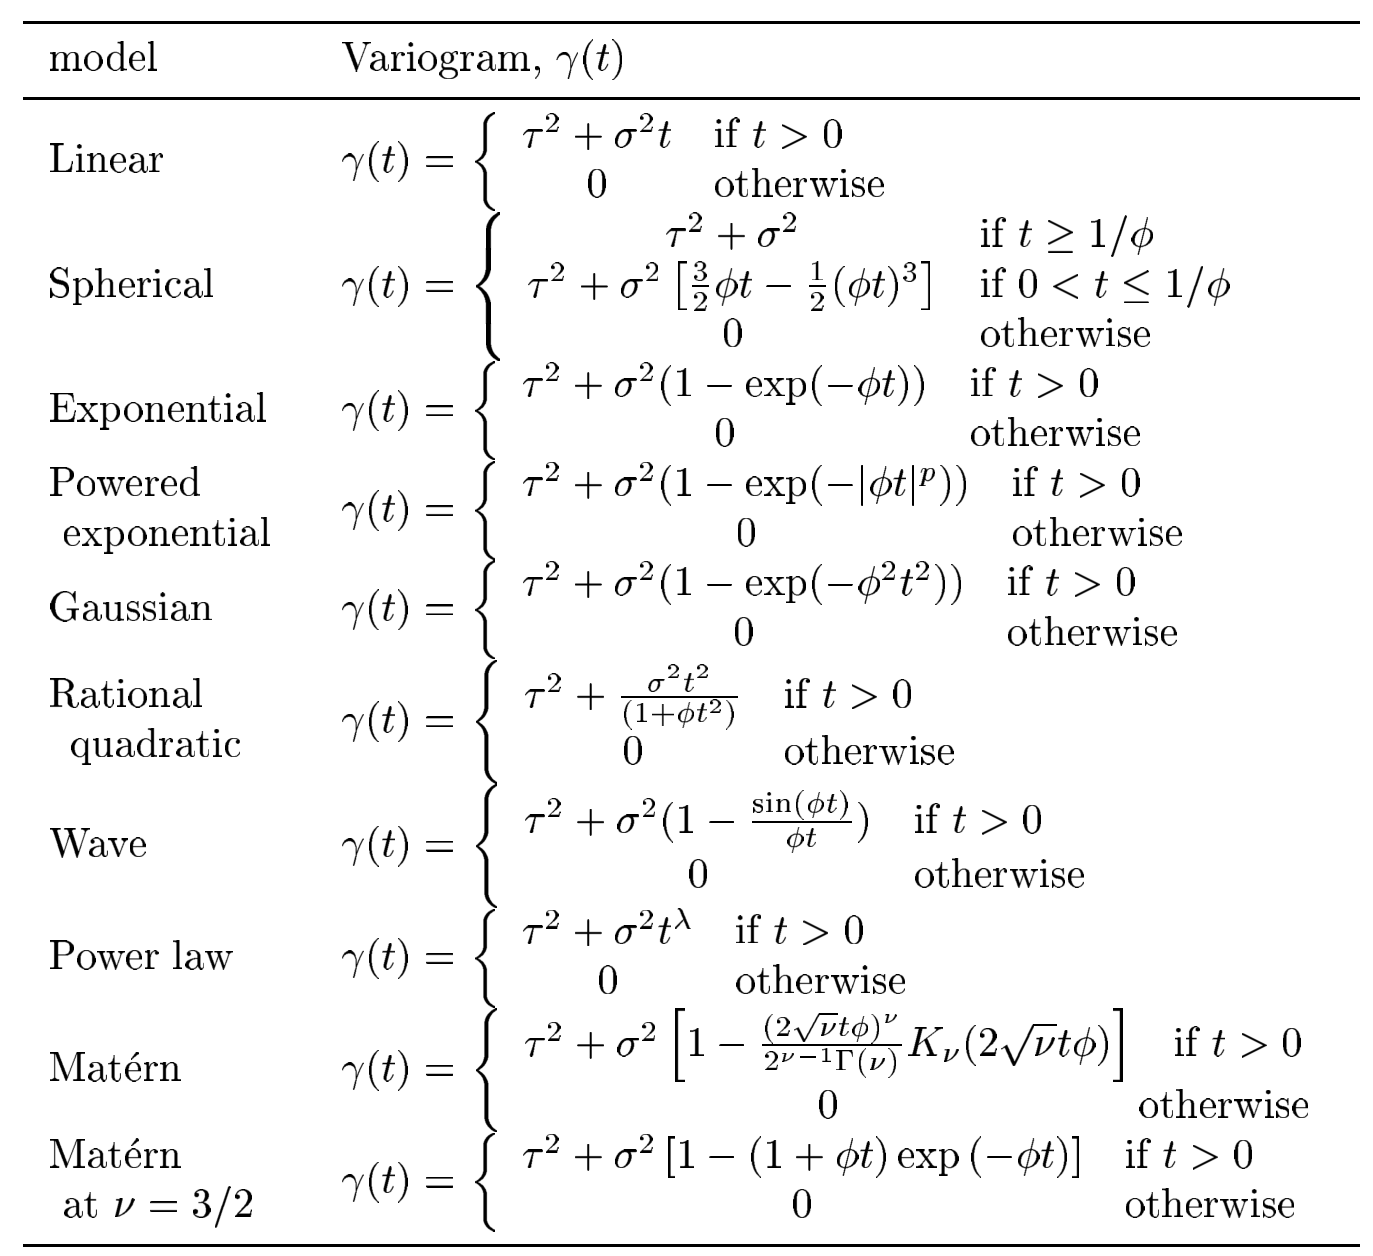 model Variogram, γ(t)
Linear γ(t) = { τ² + σ²t if t > 0
0 otherwise
Spherical γ(t) = { τ² + σ² if t ≥ 1/ϕ
τ² + σ² [3/2 ϕt − 1/2 (ϕt)³] if 0 < t ≤ 1/ϕ
0 otherwise
Exponential γ(t) = { τ² + σ²(1 − exp(−ϕt)) if t > 0
0 otherwise
Powered exponential γ(t) = { τ² + σ²(1 − exp(−|ϕt|^p)) if t > 0
0 otherwise
Gaussian γ(t) = { τ² + σ²(1 − exp(−ϕ²t²)) if t > 0
0 otherwise
Rational quadratic γ(t) = { τ² + σ²t²/(1+ϕt²) if t > 0
0 otherwise
Wave γ(t) = { τ² + σ²(1 − sin(ϕt)/ϕt) if t > 0
0 otherwise
Power law γ(t) = { τ² + σ²t^λ if t > 0
0 otherwise
Matérn γ(t) = { τ² + σ² [1 − (2√ν tϕ)^ν / 2^(ν−1)Γ(ν) K_ν(2√ν tϕ)] if t > 0
0 otherwise
Matérn at ν = 3/2 γ(t) = { τ² + σ² [1 − (1 + ϕt) exp (−ϕt)] if t > 0
0 otherwise